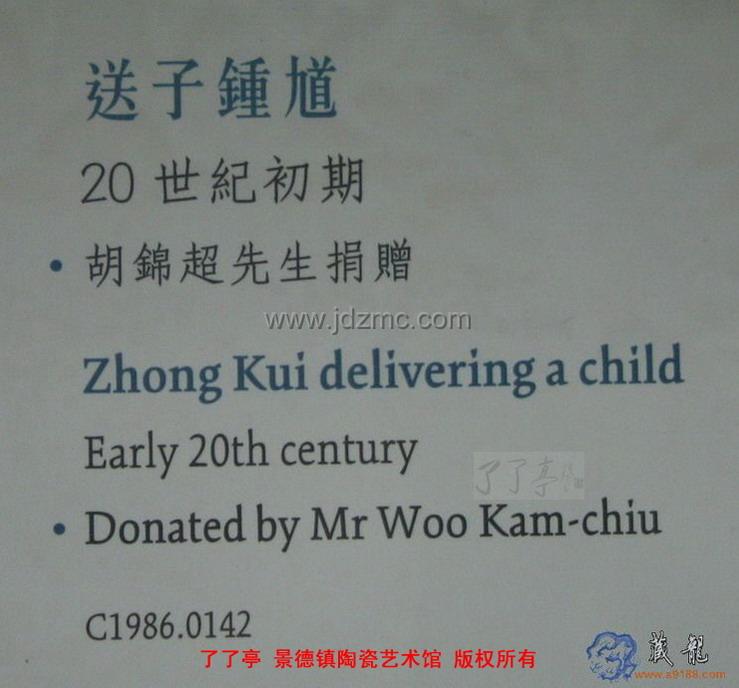 送子鍾馗
20 世紀初期
• 胡錦超先生捐贈
www.jdzmc.com
Zhong Kui delivering a child
Early 20th century
了了亭
• Donated by Mr Woo Kam-chiu
C1986.0142
了了亭 景德镇陶瓷艺术馆 版权所有
藏龍
www.a9188.com